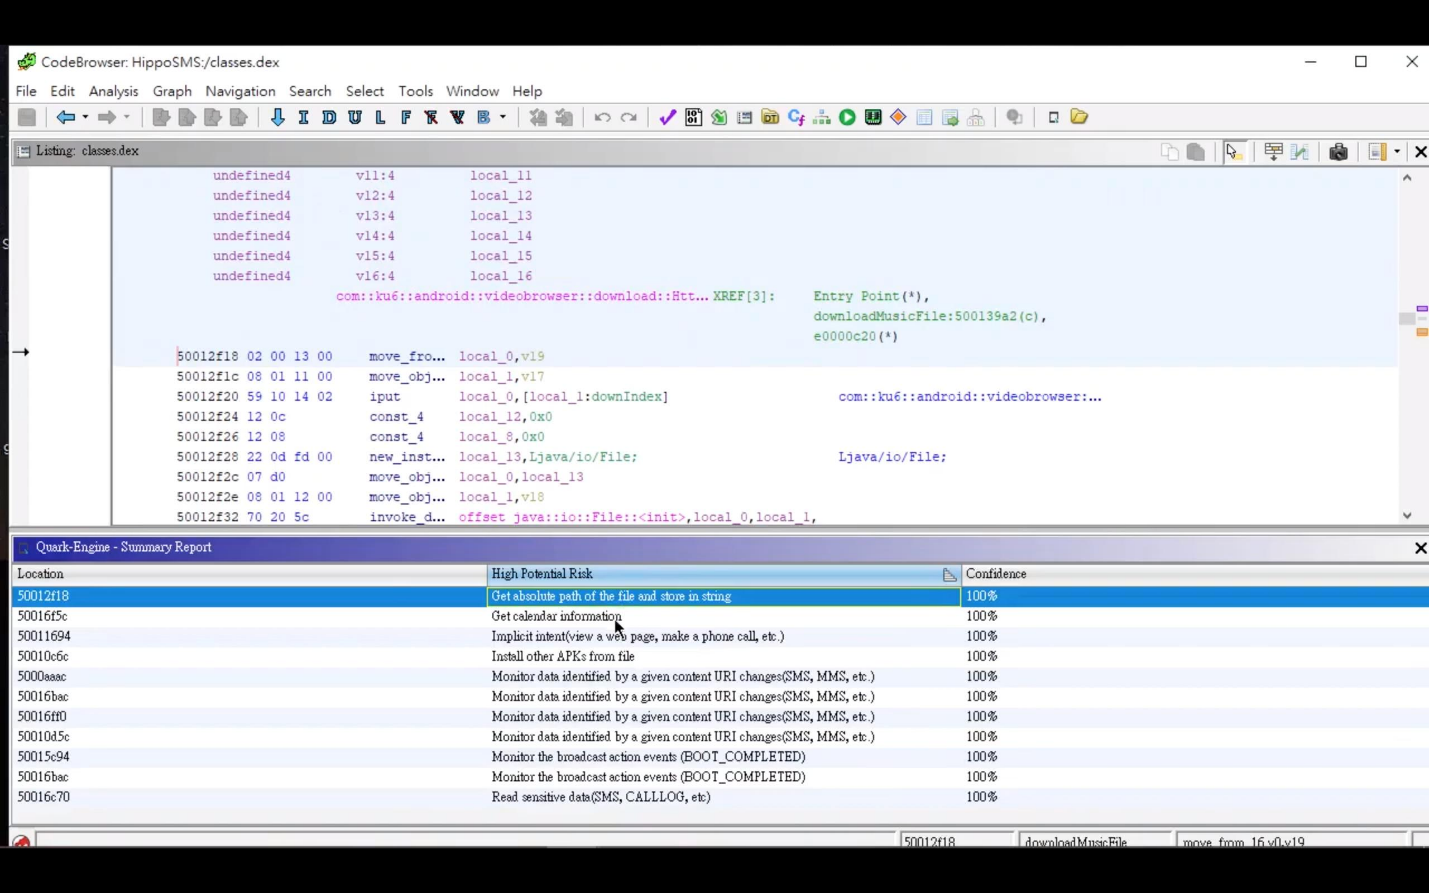 CodeBrowser: HippoSMS:/classes.dex
File Edit Analysis Graph Navigation Search Select Tools Window Help
I D U L F B
Listing: classes.dex
undefined4 v11:4 local_11
undefined4 v12:4 local_12
undefined4 v13:4 local_13
undefined4 v14:4 local_14
undefined4 v15:4 local_15
undefined4 v16:4 local_16
com::ku6::android::videobrowser::download::Htt... XREF[3]: Entry Point(*),
downloadMusicFile:500139a2(c),
e0000c20(*)
50012f18 02 00 13 00 move_fro... local_0,v19
50012f1c 08 01 11 00 move_obj... local_1,v17
50012f20 59 10 14 02 iput local_0,[local_1:downIndex] com::ku6::android::videobrowser:...
50012f24 12 0c const_4 local_12,0x0
50012f26 12 08 const_4 local_8,0x0
50012f28 22 0d fd 00 new_inst... local_13,Ljava/io/File; Ljava/io/File;
50012f2c 07 d0 move_obj... local_0,local_13
50012f2e 08 01 12 00 move_obj... local_1,v18
50012f32 70 20 5c invoke_d... offset java::io::File::<init>,local_0,local_1,
Quark-Engine - Summary Report
Location High Potential Risk Confidence
50012f18 Get absolute path of the file and store in string 100%
50016f5c Get calendar information 100%
50011694 Implicit intent(view a web page, make a phone call, etc.) 100%
50010c6c Install other APKs from file 100%
5000aaac Monitor data identified by a given content URI changes(SMS, MMS, etc.) 100%
50016bac Monitor data identified by a given content URI changes(SMS, MMS, etc.) 100%
50016ff0 Monitor data identified by a given content URI changes(SMS, MMS, etc.) 100%
50010d5c Monitor data identified by a given content URI changes(SMS, MMS, etc.) 100%
50015c94 Monitor the broadcast action events (BOOT_COMPLETED) 100%
50016bac Monitor the broadcast action events (BOOT_COMPLETED) 100%
50016c70 Read sensitive data(SMS, CALLLOG, etc) 100%
50012f18 downloadMusicFile move_from_16 v0,v19